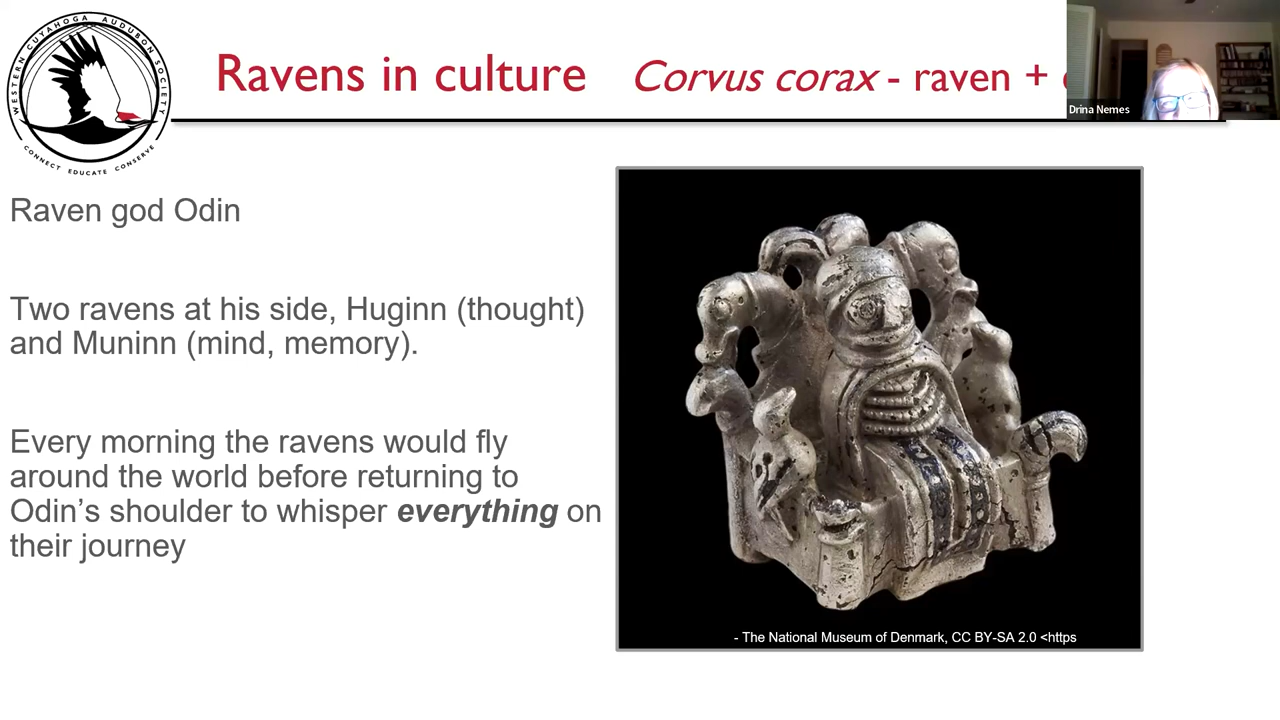 WESTERN CUYAHOGA AUDUBON SOCIETY
CONNECT EDUCATE CONSERVE
Ravens in culture Corvus corax - raven +
Drina Nemes
Raven god Odin
Two ravens at his side, Huginn (thought)
and Muninn (mind, memory).
Every morning the ravens would fly
around the world before returning to
Odin’s shoulder to whisper everything on
their journey
- The National Museum of Denmark, CC BY-SA 2.0 <https